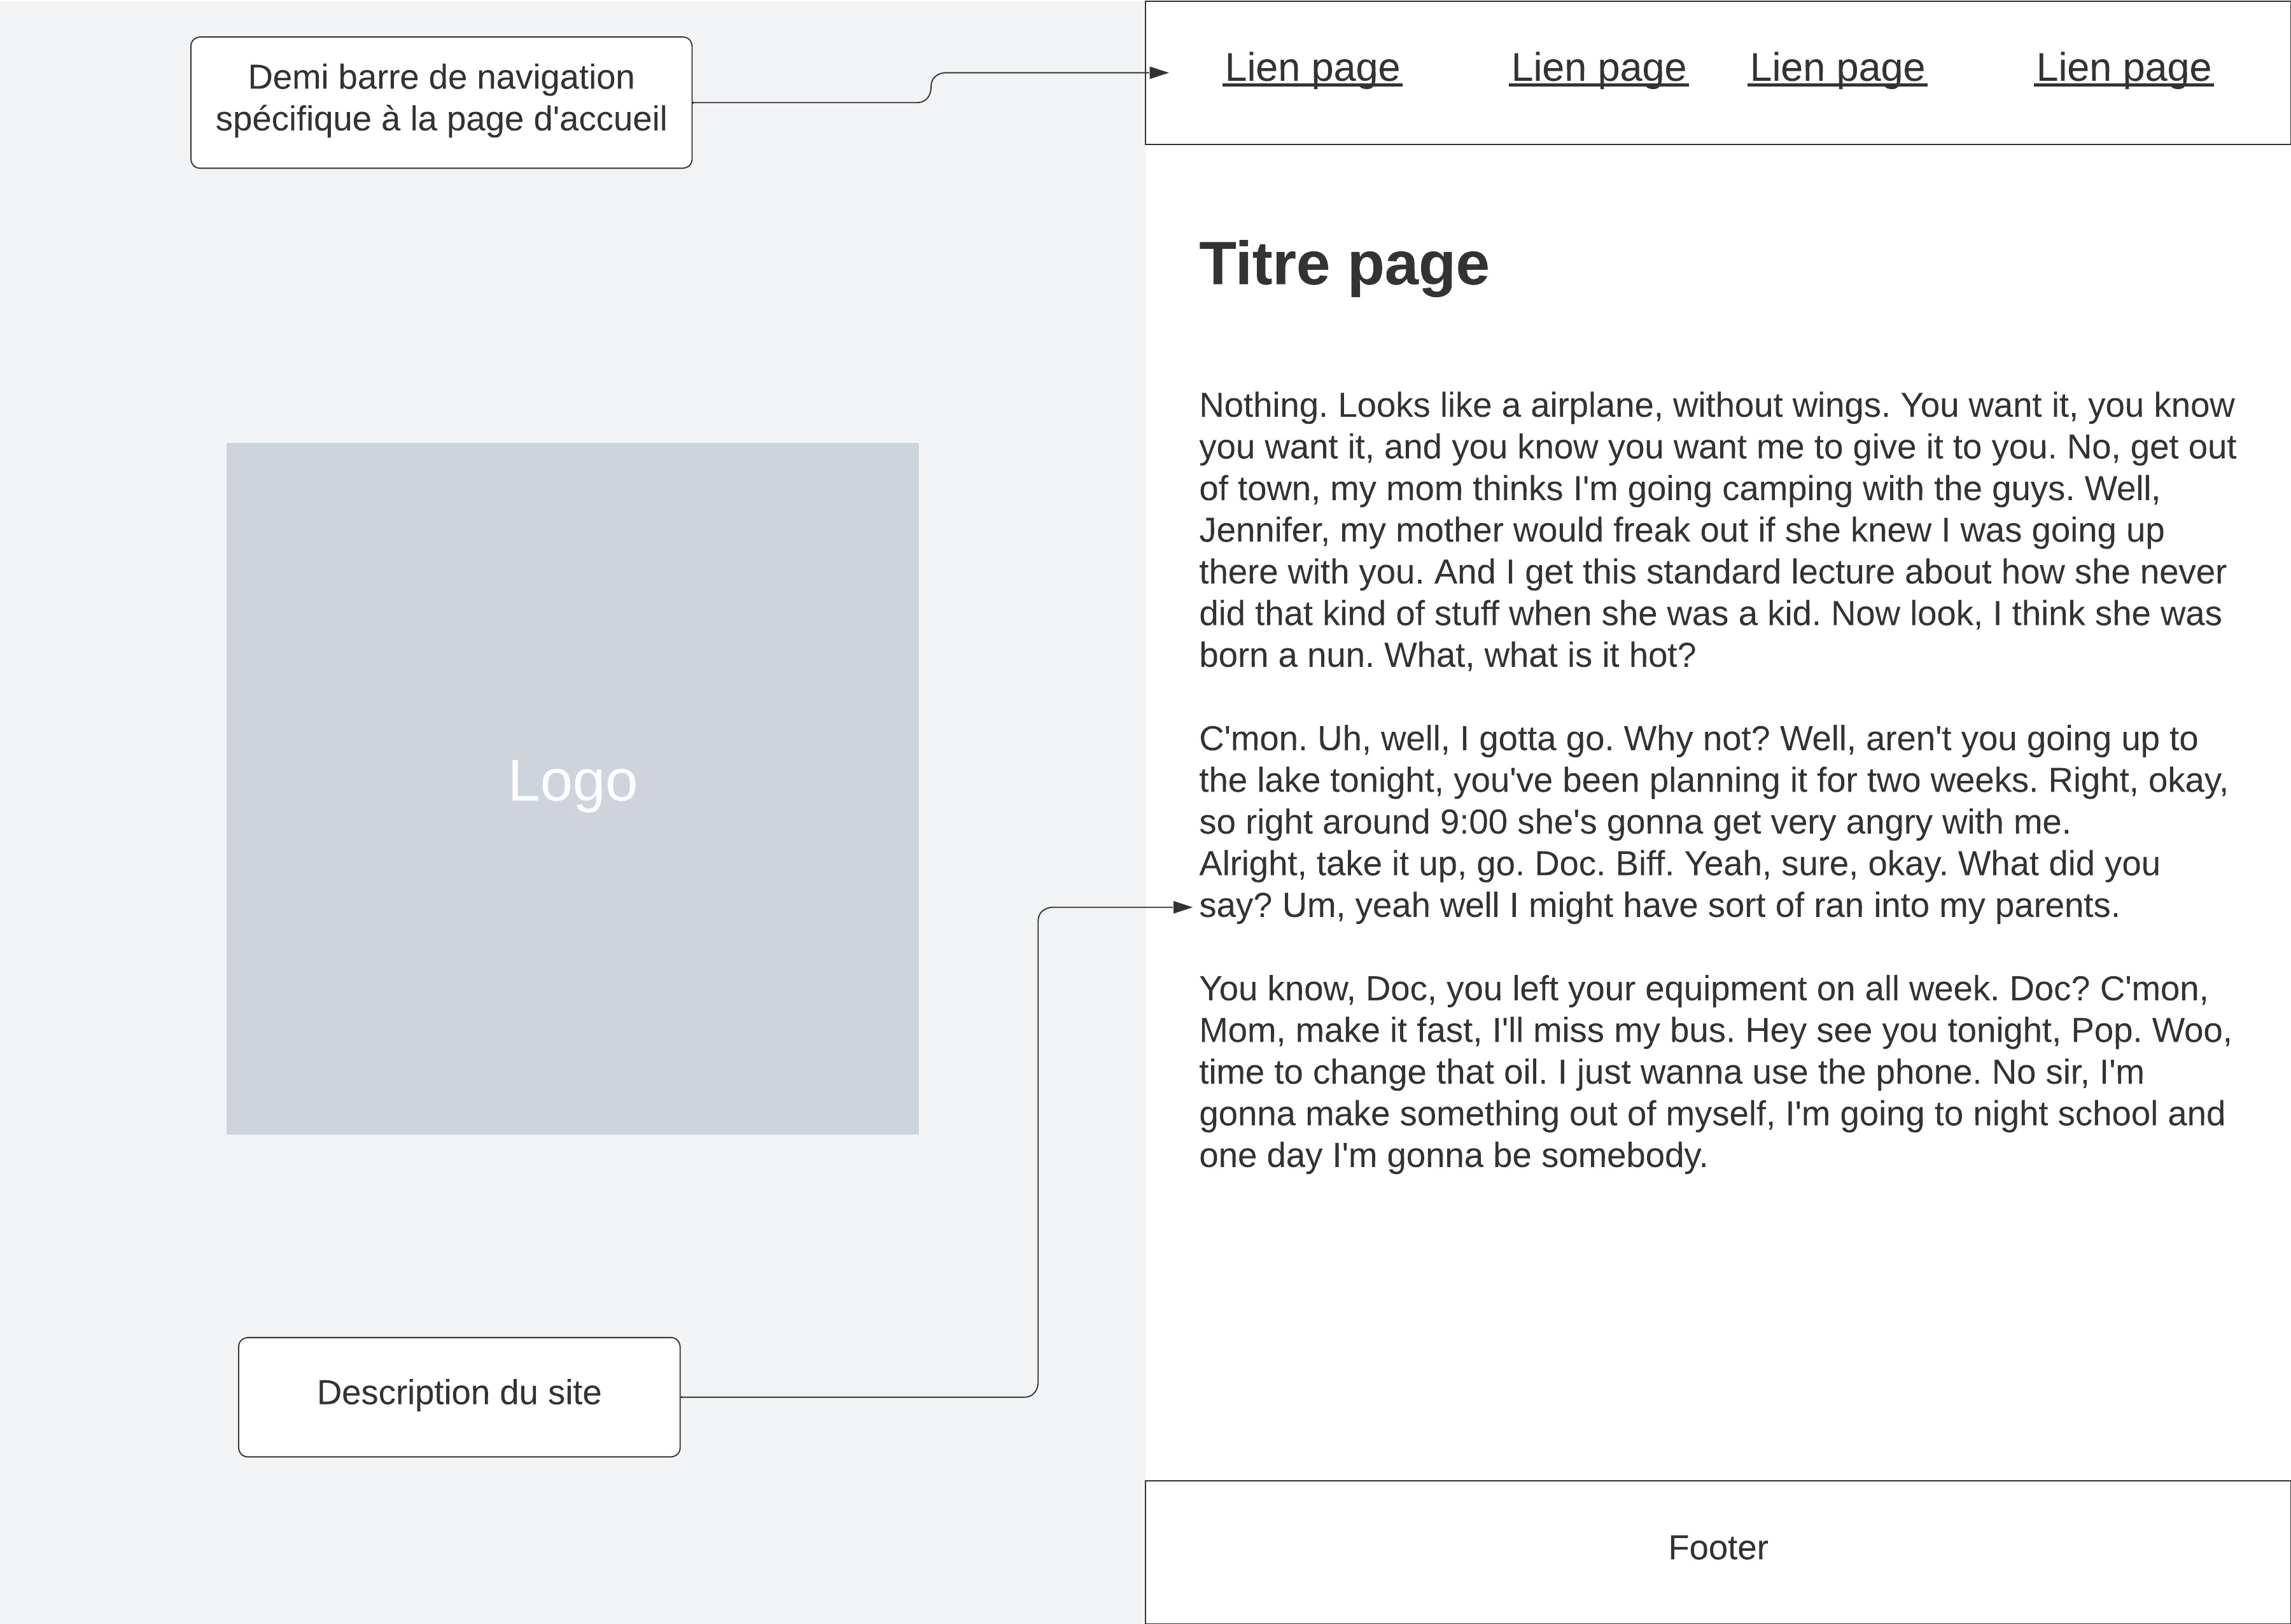 Demi barre de navigation
spécifique à la page d'accueil
Lien page
Lien page
Lien page
Lien page
Titre page
Nothing. Looks like a airplane, without wings. You want it, you know
you want it, and you know you want me to give it to you. No, get out
of town, my mom thinks I'm going camping with the guys. Well,
Jennifer, my mother would freak out if she knew I was going up
there with you. And I get this standard lecture about how she never
did that kind of stuff when she was a kid. Now look, I think she was
born a nun. What, what is it hot?
C'mon. Uh, well, I gotta go. Why not? Well, aren't you going up to
the lake tonight, you've been planning it for two weeks. Right, okay,
so right around 9:00 she's gonna get very angry with me.
Alright, take it up, go. Doc. Biff. Yeah, sure, okay. What did you
say? Um, yeah well I might have sort of ran into my parents.
You know, Doc, you left your equipment on all week. Doc? C'mon,
Mom, make it fast, I'll miss my bus. Hey see you tonight, Pop. Woo,
time to change that oil. I just wanna use the phone. No sir, I'm
gonna make something out of myself, I'm going to night school and
one day I'm gonna be somebody.
Logo
Description du site
Footer